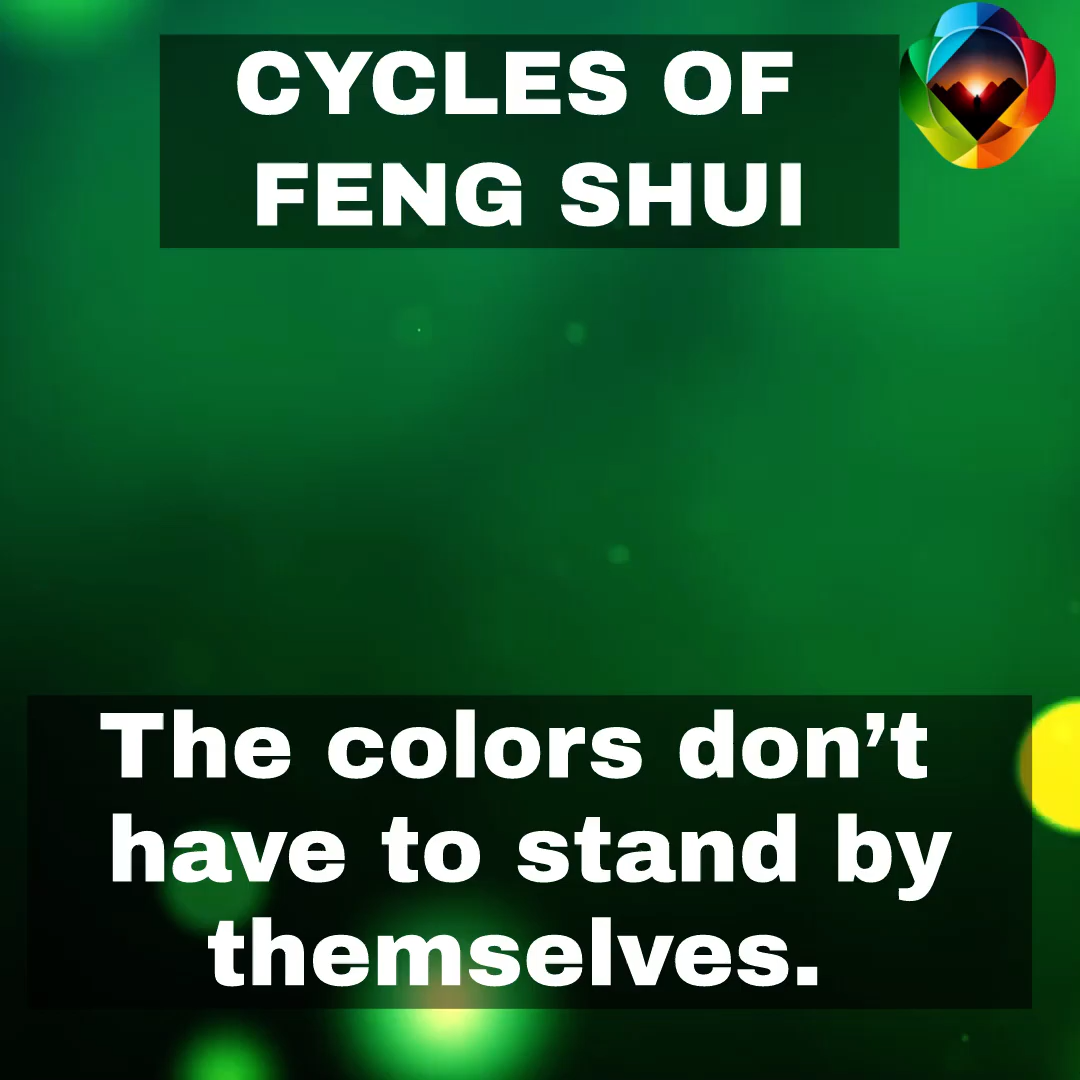 CYCLES OF
FENG SHUI
The colors don’t
have to stand by
themselves.